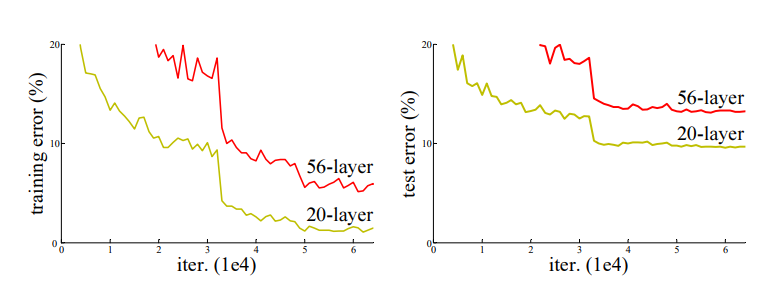 20
10
0
training error (%)
56-layer
20-layer
0 1 2 3 4 5 6
iter. (1e4)
20
10
0
test error (%)
56-layer
20-layer
0 1 2 3 4 5 6
iter. (1e4)